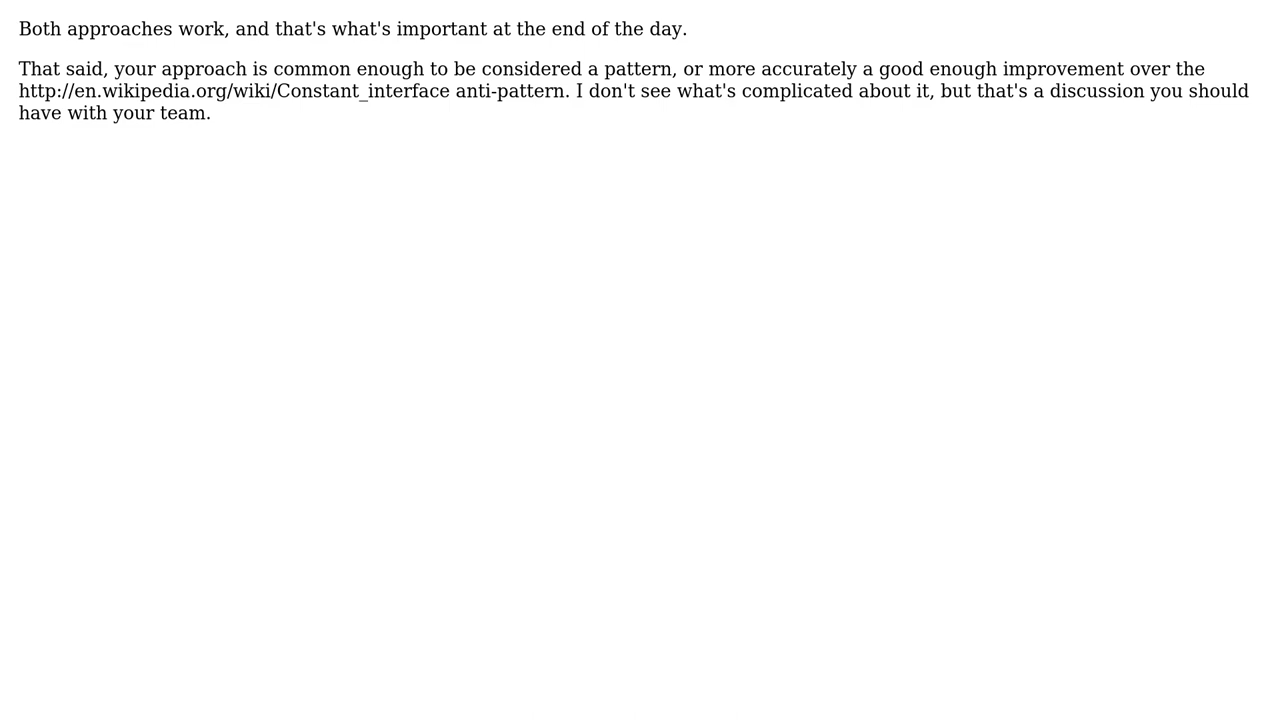 Both approaches work, and that's what's important at the end of the day.
That said, your approach is common enough to be considered a pattern, or more accurately a good enough improvement over the
http://en.wikipedia.org/wiki/Constant_interface anti-pattern. I don't see what's complicated about it, but that's a discussion you should
have with your team.